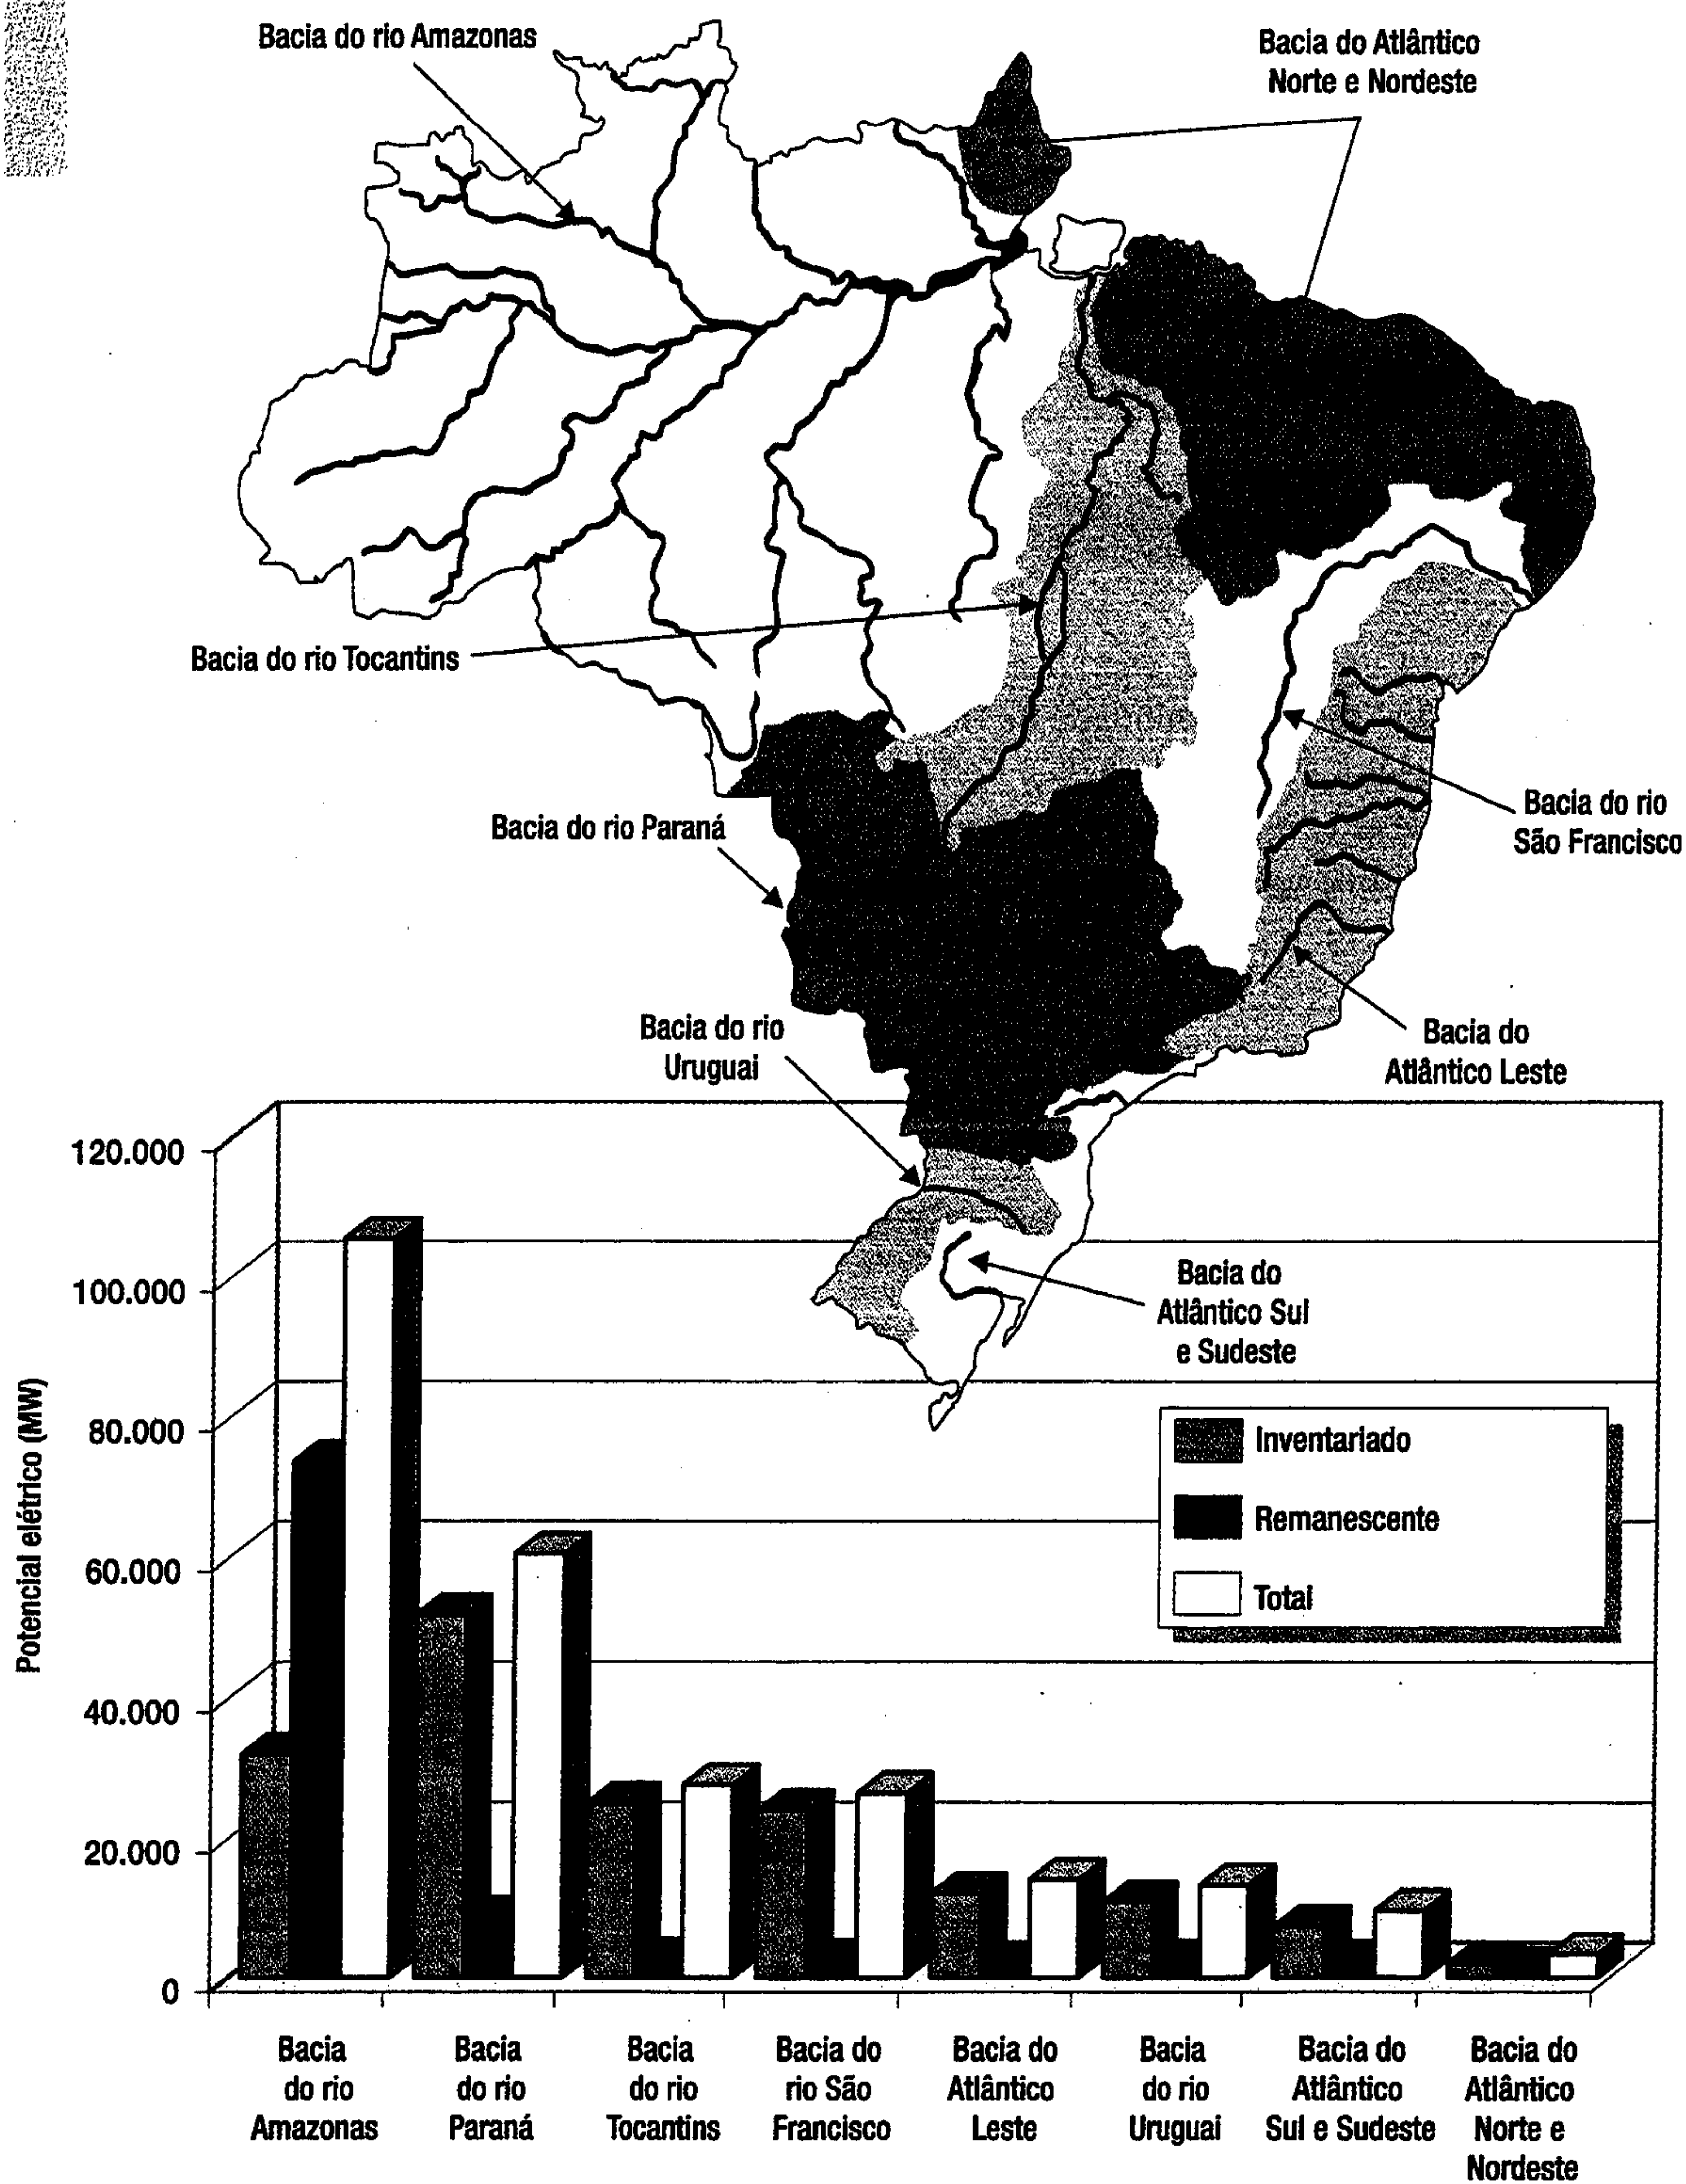 Bacia do rio Amazonas
Bacia do Atlântico
Norte e Nordeste
Bacia do rio Tocantins
Bacia do rio Paraná
Bacia do rio
São Francisco
Bacia do rio
Uruguai
Bacia do
Atlântico Leste
Bacia do
Atlântico Sul
e Sudeste
Potencial elétrico (MW)
120.000
100.000
80.000
60.000
40.000
20.000
0
Inventariado
Remanescente
Total
Bacia
do rio
Amazonas
Bacia
do rio
Paraná
Bacia
do rio
Tocantins
Bacia do
rio São
Francisco
Bacia do
Atlântico
Leste
Bacia
do rio
Uruguai
Bacia do
Atlântico
Sul e Sudeste
Bacia do
Atlântico
Norte e
Nordeste